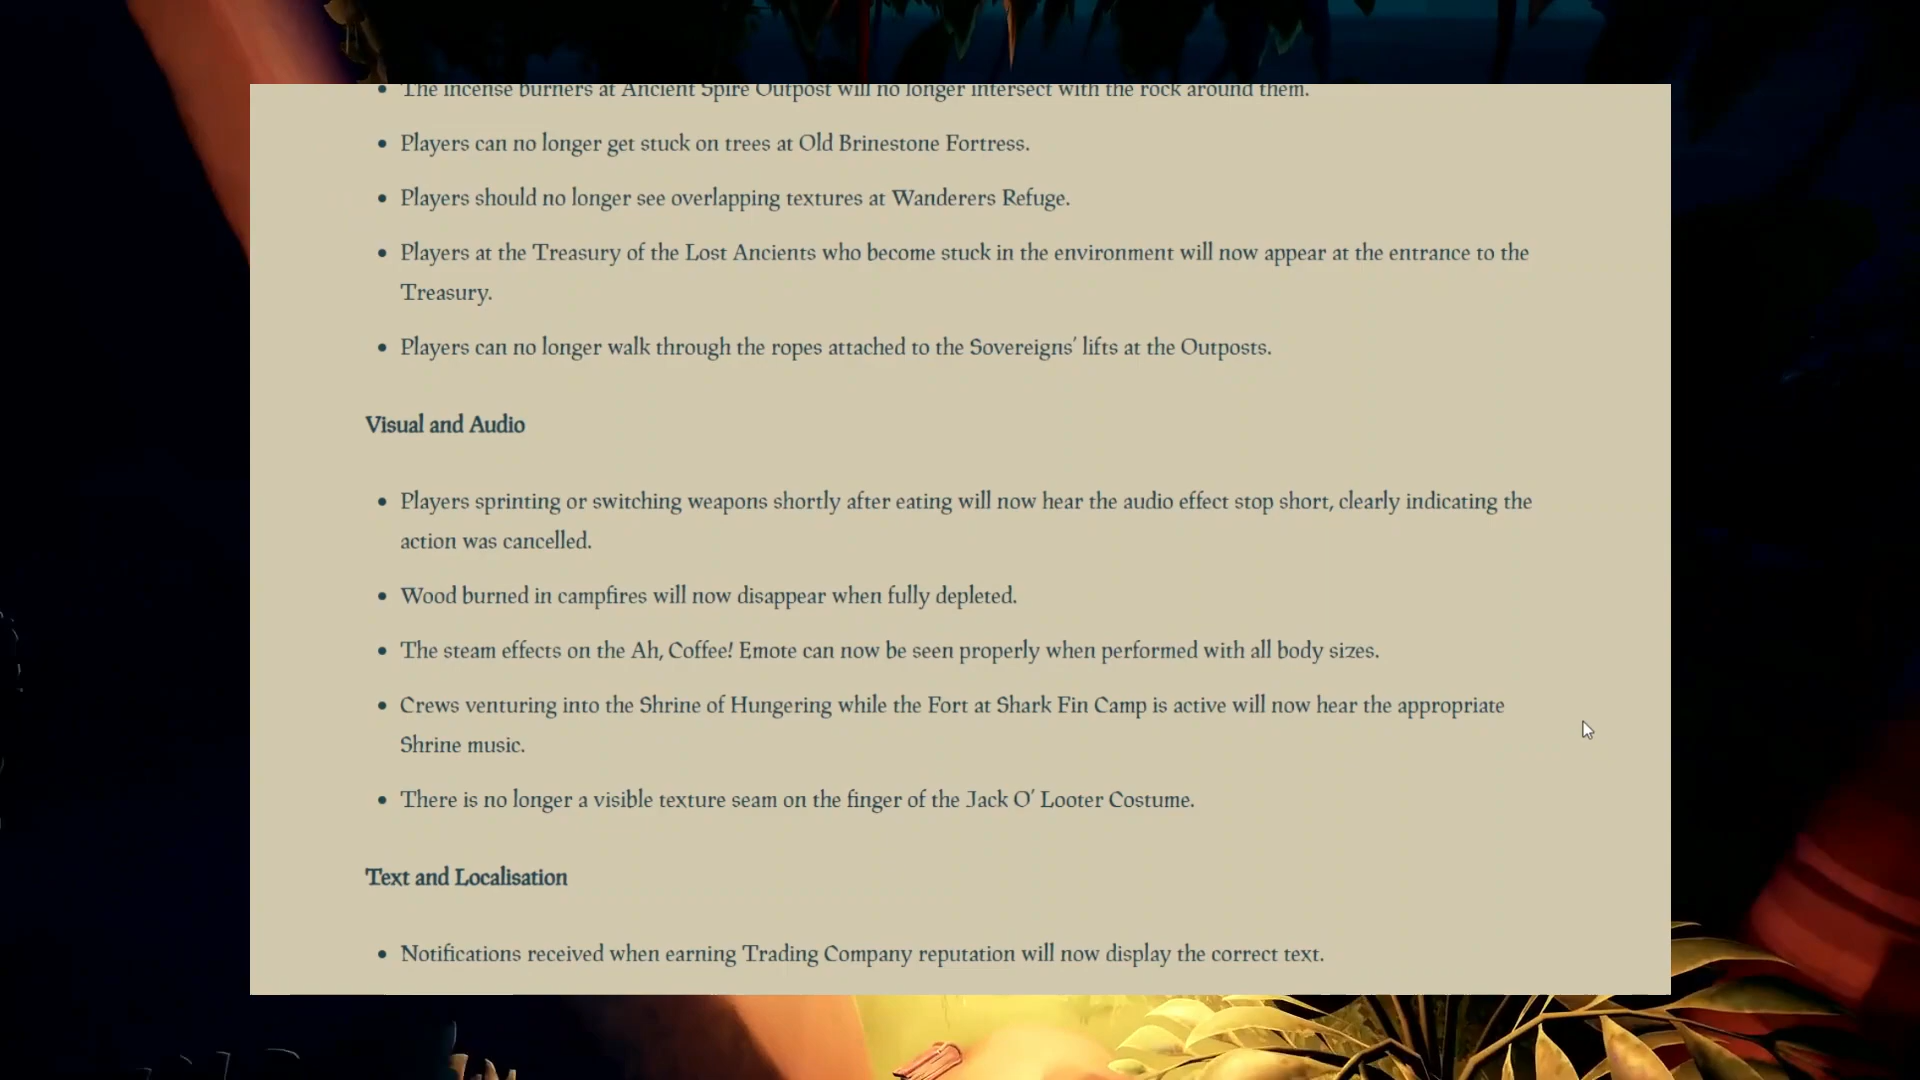 The incense burners at Ancient Spire Outpost will no longer intersect with the rock around them.
Players can no longer get stuck on trees at Old Brinestone Fortress.
Players should no longer see overlapping textures at Wanderers Refuge.
Players at the Treasury of the Lost Ancients who become stuck in the environment will now appear at the entrance to the
Treasury.
Players can no longer walk through the ropes attached to the Sovereigns' lifts at the Outposts.
Visual and Audio
Players sprinting or switching weapons shortly after eating will now hear the audio effect stop short, clearly indicating the
action was cancelled.
Wood burned in campfires will now disappear when fully depleted.
The steam effects on the Ah, Coffee! Emote can now be seen properly when performed with all body sizes.
Crews venturing into the Shrine of Hungering while the Fort at Shark Fin Camp is active will now hear the appropriate
Shrine music.
There is no longer a visible texture seam on the finger of the Jack O' Looter Costume.
Text and Localisation
Notifications received when earning Trading Company reputation will now display the correct text.